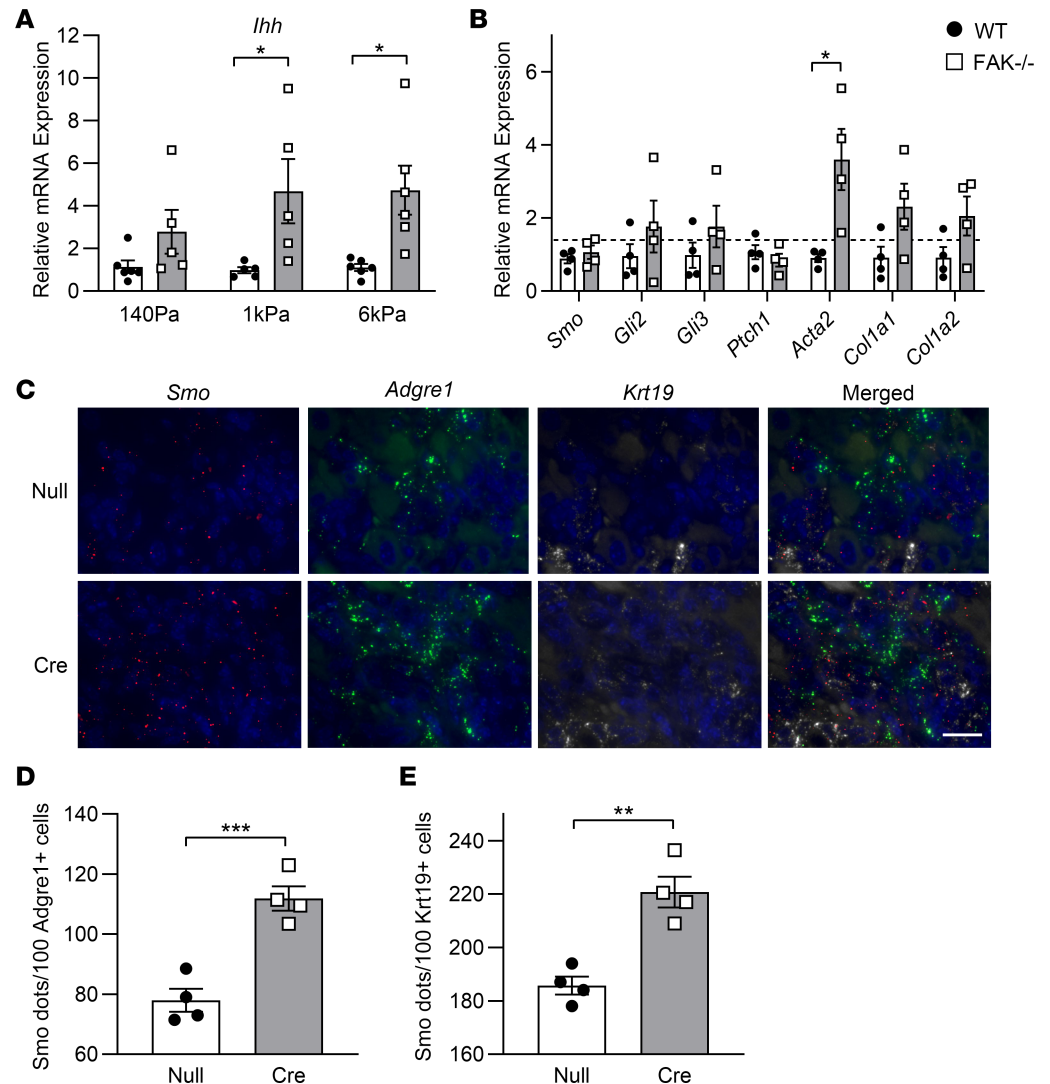 A
Ihh
Relative mRNA Expression
12
10
8
6
4
2
0
*
*
140Pa
1kPa
6kPa
B
WT
FAK-/-
Relative mRNA Expression
6
4
2
0
*
Smo
Gli2
Gli3
Ptch1
Acta2
Col1a1
Col1a2
C
Smo
Adgre1
Krt19
Merged
Null
Cre
D
Smo dots/100 Adgre1+ cells
140
120
100
80
60
***
Null
Cre
E
Smo dots/100 Krt19+ cells
240
220
200
180
160
**
Null
Cre